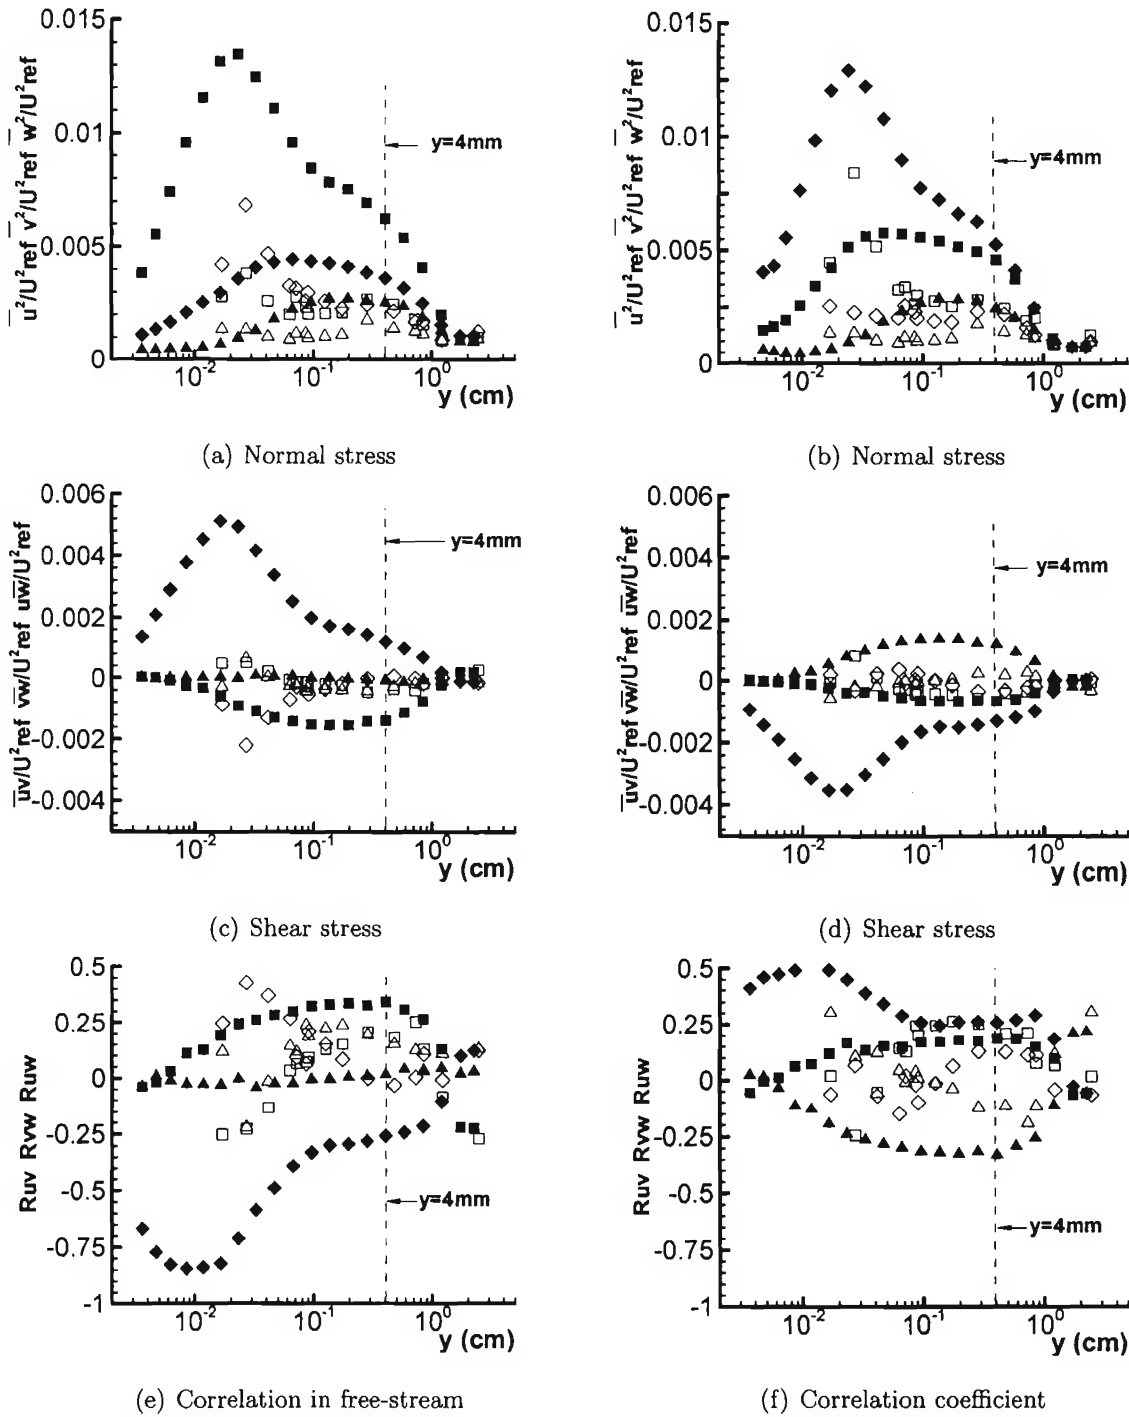 0.015
0.01
0.005
0
u²/U²ref v²/U²ref w²/U²ref
y=4mm
10⁻² 10⁻¹ 10⁰
y (cm)
(a) Normal stress
0.015
0.01
0.005
0
u²/U²ref v²/U²ref w²/U²ref
y=4mm
10⁻² 10⁻¹ 10⁰
y (cm)
(b) Normal stress
0.006
0.004
0.002
0
-0.002
-0.004
uv/U²ref vw/U²ref uw/U²ref
y=4mm
10⁻² 10⁻¹ 10⁰
y (cm)
(c) Shear stress
0.006
0.004
0.002
0
-0.002
-0.004
uv/U²ref vw/U²ref uw/U²ref
y=4mm
10⁻² 10⁻¹ 10⁰
y (cm)
(d) Shear stress
0.5
0.25
0
-0.25
-0.5
-0.75
-1
Ruv Rvw Ruw
y=4mm
10⁻² 10⁻¹ 10⁰
y (cm)
(e) Correlation in free-stream
0.5
0.25
0
-0.25
-0.5
-0.75
-1
Ruv Rvw Ruw
y=4mm
10⁻² 10⁻¹ 10⁰
y (cm)
(f) Correlation coefficient